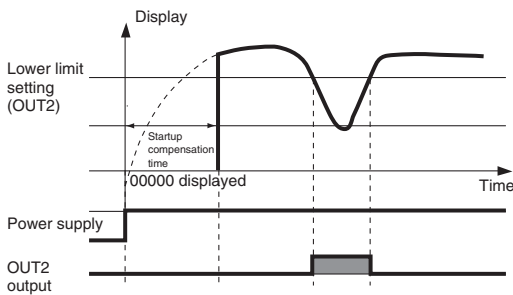 Display
Lower limit
setting
(OUT2)
Startup
compensation
time
00000 displayed
Time
Power supply
OUT2
output